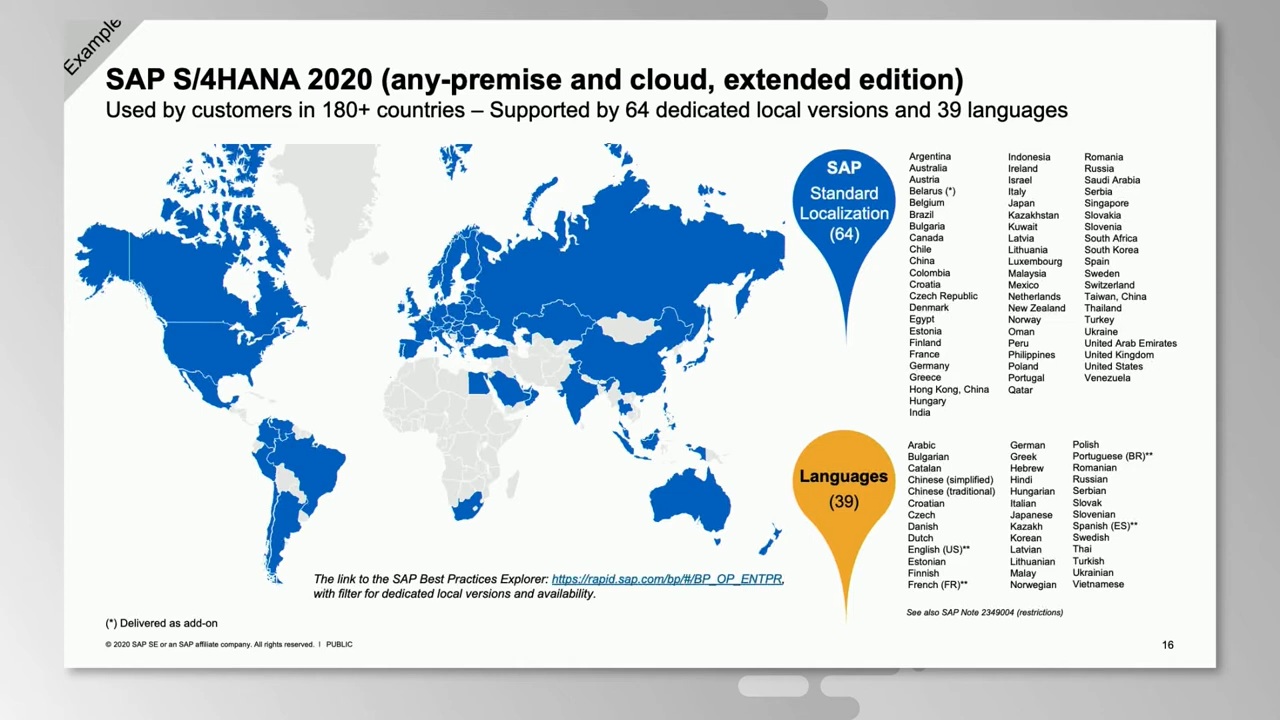 Example
SAP S/4HANA 2020 (any-premise and cloud, extended edition)
Used by customers in 180+ countries – Supported by 64 dedicated local versions and 39 languages
SAP
Standard
Localization
(64)
Argentina
Australia
Austria
Belarus (*)
Belgium
Brazil
Bulgaria
Canada
Chile
China
Colombia
Croatia
Czech Republic
Denmark
Egypt
Estonia
Finland
France
Germany
Greece
Hong Kong, China
Hungary
India
Indonesia
Ireland
Israel
Italy
Japan
Kazakhstan
Kuwait
Latvia
Lithuania
Luxembourg
Malaysia
Mexico
Netherlands
New Zealand
Norway
Oman
Peru
Philippines
Poland
Portugal
Qatar
Romania
Russia
Saudi Arabia
Serbia
Singapore
Slovakia
Slovenia
South Africa
South Korea
Spain
Sweden
Switzerland
Taiwan, China
Thailand
Turkey
Ukraine
United Arab Emirates
United Kingdom
United States
Venezuela
Languages
(39)
Arabic
Bulgarian
Catalan
Chinese (simplified)
Chinese (traditional)
Croatian
Czech
Danish
Dutch
English (US)**
Estonian
Finnish
French (FR)**
German
Greek
Hebrew
Hindi
Hungarian
Italian
Japanese
Kazakh
Korean
Latvian
Lithuanian
Malay
Norwegian
Polish
Portuguese (BR)**
Romanian
Russian
Serbian
Slovak
Slovenian
Spanish (ES)**
Swedish
Thai
Turkish
Ukrainian
Vietnamese
The link to the SAP Best Practices Explorer: https://rapid.sap.com/bp/#/BP_OP_ENTPR,
with filter for dedicated local versions and availability.
See also SAP Note 2349004 (restrictions)
(*) Delivered as add-on
© 2020 SAP SE or an SAP affiliate company. All rights reserved. I PUBLIC
16